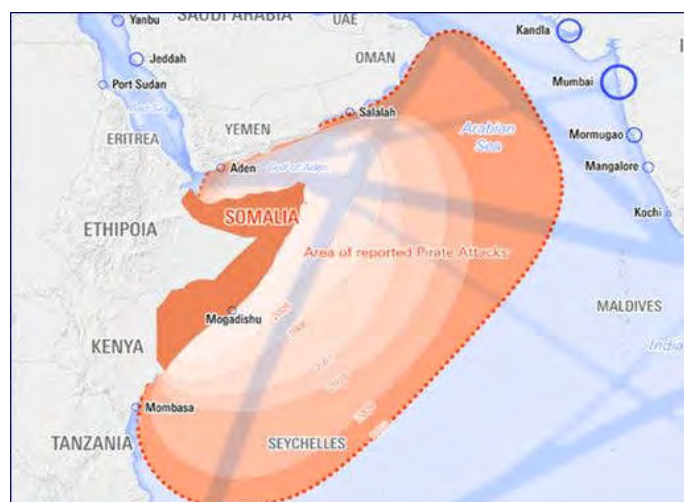 SAUDI ARABIA
UAE
Yanbu
Kandla
Jeddah
OMAN
Mumbai
Port Sudan
Salalah
Arabian
Sea
ERITREA
YEMEN
Mormugao
Aden
Gulf of Aden
Mangalore
SOMALIA
Kochi
ETHIPOIA
Area of reported Pirate Attacks
MALDIVES
Mogadishu
2005
KENYA
Mombasa
TANZANIA
SEYCHELLES